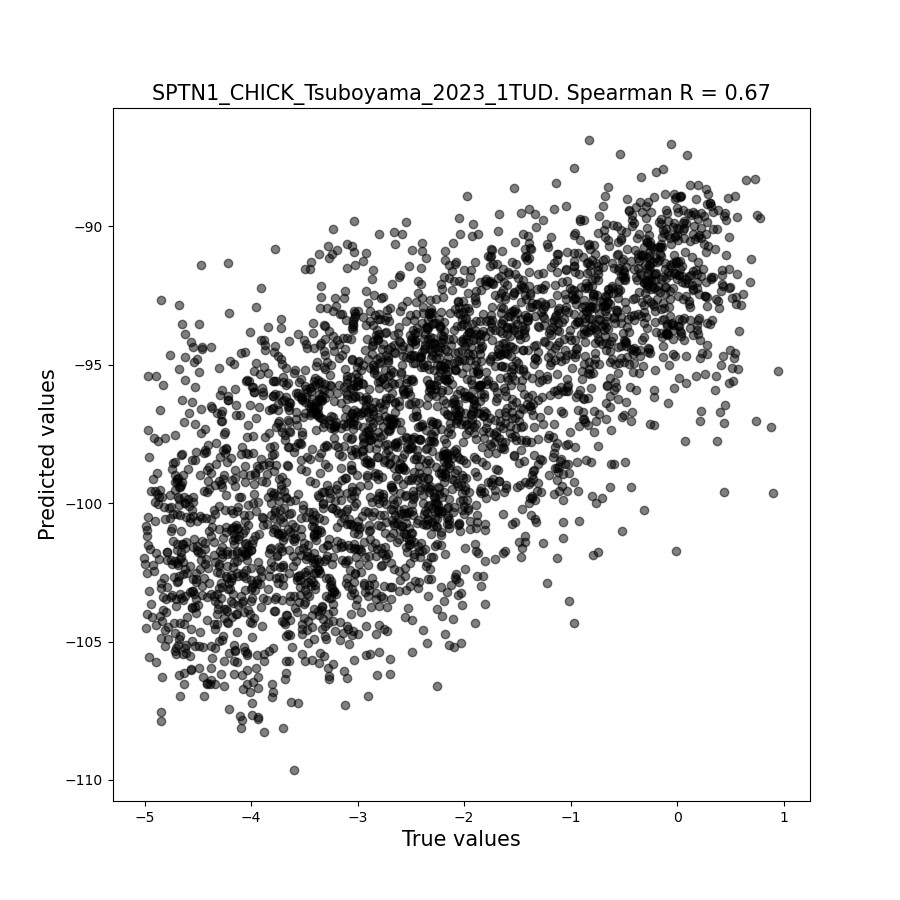 SPTN1_CHICK_Tsuboyama_2023_1TUD. Spearman R = 0.67
Predicted values
−90
−95
−100
−105
−110
−5 −4 −3 −2 −1 0 1
True values